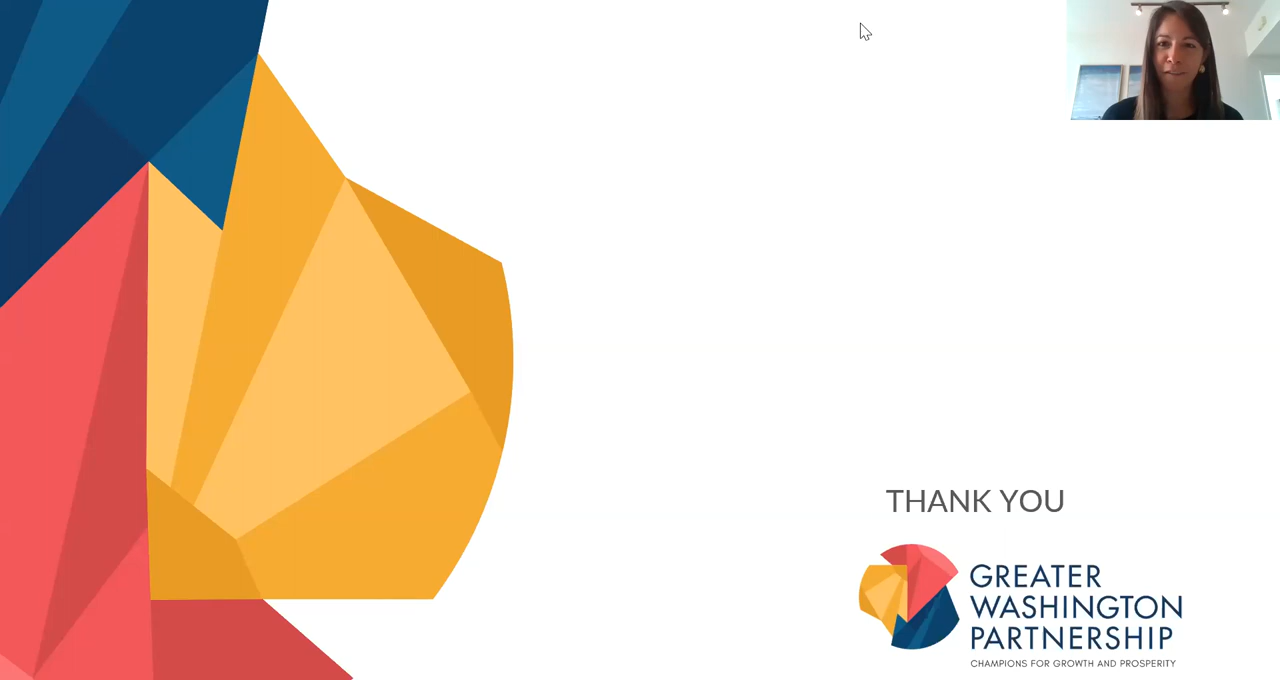 THANK YOU
GREATER
WASHINGTON
PARTNERSHIP
CHAMPIONS FOR GROWTH AND PROSPERITY